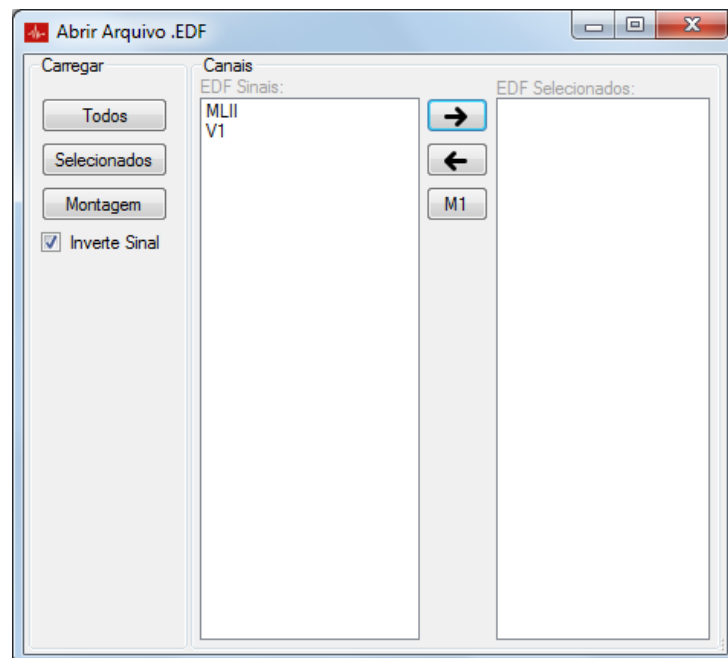 Abrir Arquivo .EDF
Carregar
Todos
Selecionados
Montagem
Inverte Sinal
Canais
EDF Sinais:
MLII
V1
M1
EDF Selecionados: